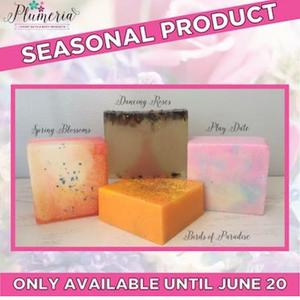 Plumeria
SEASONAL PRODUCT
Dancing Roses
Spring Blossoms
Play Date
Birds of Paradise
ONLY AVAILABLE UNTIL JUNE 20